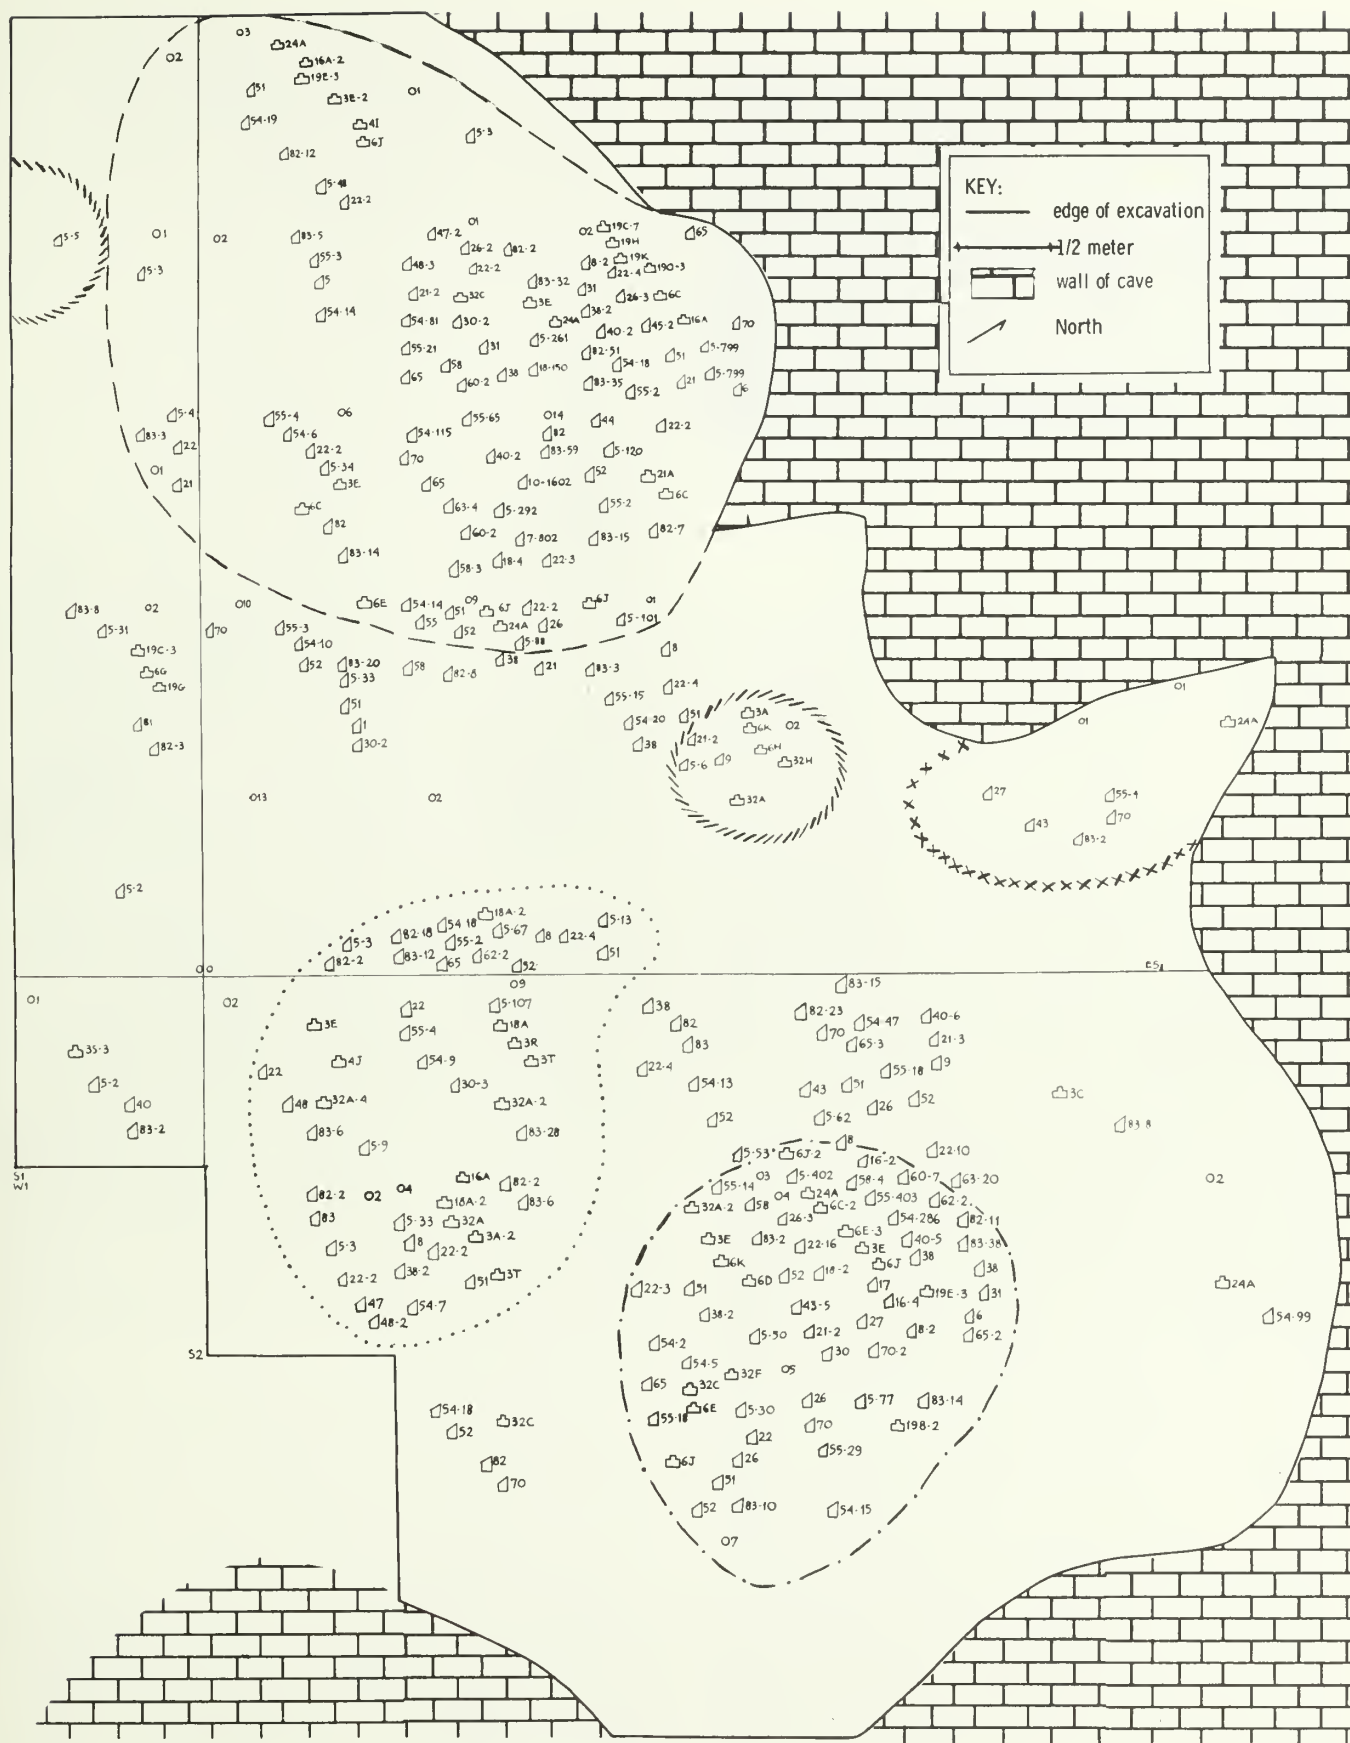 O3
24A
O2
16A-2
19E-3
51
3E-2
O1
54-19
4I
5-3
6J
82-12
5-48
22-2
KEY:
edge of excavation
1/2 meter
wall of cave
North
5-5
O1
O2
83-5
47-2
O1
O2
19C-7
65
26-2
82-2
19H
5-3
55-3
48-3
22-2
8-2
19K
22-4
190-3
5
21-2
32C
83-32
31
26-3
6C
3E
54-14
54-81
30-2
24A
38-2
40-2
45-2
16A
70
55-21
31
5-261
82-51
51
5-799
58
54-18
65
60-2
38
18-150
83-35
55-2
21
5-799
6
5-4
55-4
O6
55-65
O14
44
22-2
83-3
54-6
54-115
82
22
22-2
70
40-2
83-59
5-120
O1
5-34
52
21A
21
3E
65
10-1602
6C
6C
63-4
5-292
55-2
82
60-2
7-802
83-15
82-7
83-14
58-3
18-4
22-3
83-8
O2
O10
6E
54-14
O9
6J
22-2
6J
O1
51
5-31
70
55-3
55
52
24A
26
5-101
19C-3
54-10
5-88
8
6G
52
83-20
58
82-8
38
21
83-3
19G
5-33
55-15
22-4
O1
81
51
54-20
51
3A
O1
24A
82-3
1
30-2
38
21-2
6K
O2
5-6
9
6H
32H
O13
O2
32A
27
55-4
43
70
83-2
5-2
18A-2
5-13
82-18
54-18
5-67
5-3
55-2
8
22-4
82-2
83-12
65
62-2
52
51
OO
ES4
O1
O2
O9
83-15
22
5-107
38
82-23
54-47
40-6
3E
55-4
18A
82
70
65-3
21-3
3S-3
3R
83
4J
54-9
3T
22-4
55-18
9
5-2
22
30-3
54-13
43
51
3C
40
48
32A-4
32A-2
26
52
83-2
83-6
83-28
52
5-62
83-8
5-9
8
S1
W1
16A
5-53
6J-2
16-2
22-10
82-2
O2
O4
82-2
O3
5-402
58-4
60-7
63-20
O2
18A-2
83-6
55-14
O4
24A
55-403
62-2
83
5-33
32A
32A-2
58
26-3
6C-2
54-286
82-11
5-3
8
22-2
3A-2
3E
83-2
22-16
6E-3
3E
40-5
83-38
22-2
38-2
51
3T
6K
52
18-2
6J
38
38
24A
47
54-7
22-3
51
6D
17
19E-3
31
48-2
38-2
43-5
16-4
6
54-99
27
S2
54-2
5-50
21-2
8-2
65-2
54-5
30
70-2
65
32C
32F
O5
54-18
32C
6E
5-30
26
5-77
83-14
52
55-18
22
70
198-2
82
6J
26
55-29
70
51
52
83-10
54-15
O7